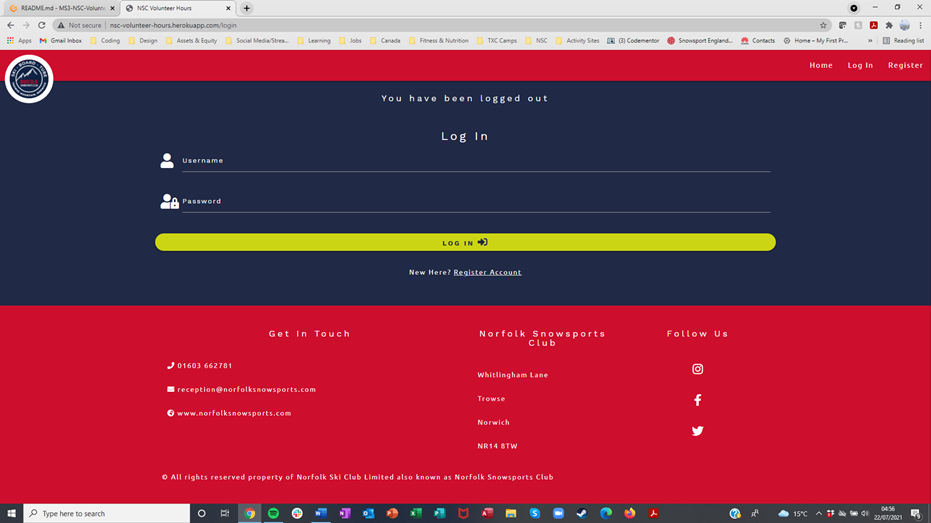 README.md - MS3-NSC-Volunt
NSC Volunteer Hours
Not secure
nsc-volunteer-hours.herokuapp.com/login
Apps
Gmail Inbox
Coding
Design
Assets & Equity
Social Media/Strea...
Learning
Jobs
Canada
Fitness & Nutrition
TXC Camps
NSC
Activity Sites
(3) Codementor
Snowsport England...
Contacts
Home – My First Pr...
»
Reading list
Home
Log In
Register
You have been logged out
Log In
Username
Password
LOG IN
New Here? Register Account
Get In Touch
01603 662781
reception@norfolksnowsports.com
www.norfolksnowsports.com
Norfolk Snowsports
Club
Whitlingham Lane
Trowse
Norwich
NR14 8TW
Follow Us
© All rights reserved property of Norfolk Ski Club Limited also known as Norfolk Snowsports Club
Type here to search
15°C
04:56
22/07/2021